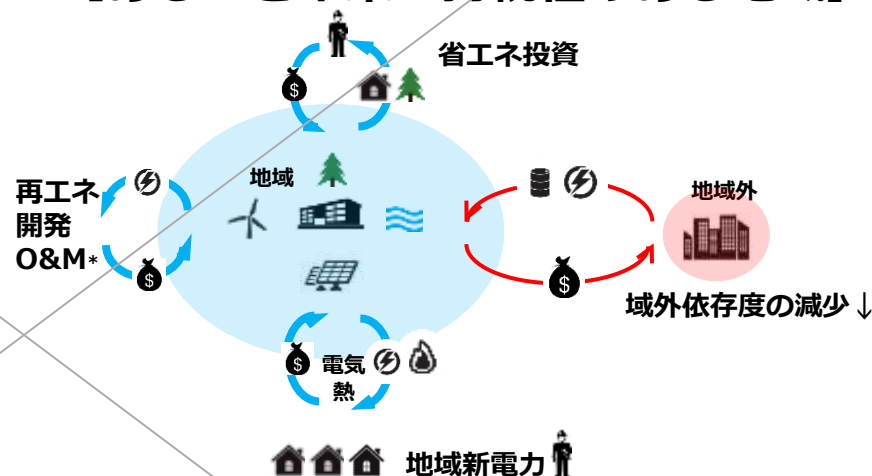 省エネ投資
地域
再エネ
開発
O&M*
地域外
域外依存度の減少↓
電気
熱
地域新電力